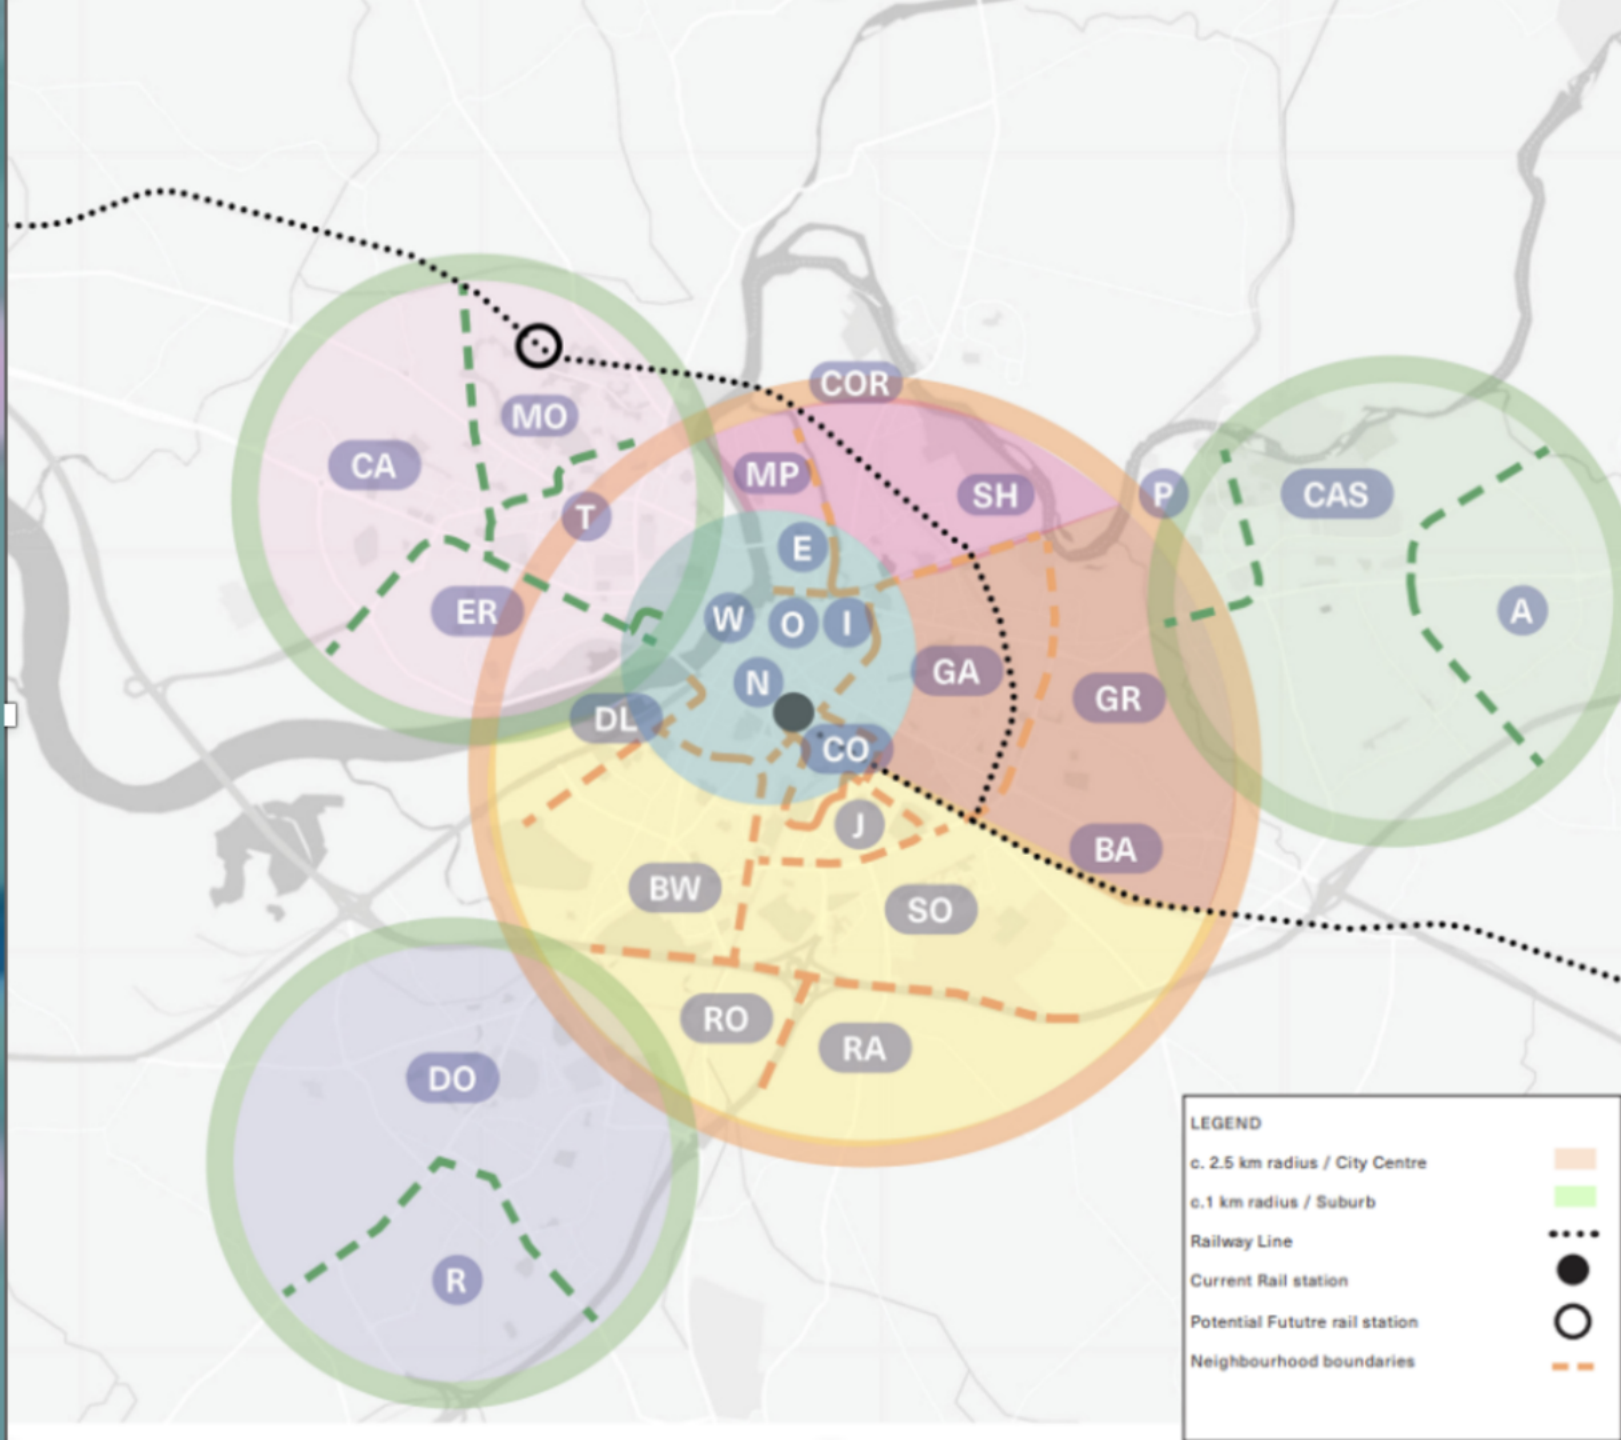 COR
MO
CA
MP
SH
P
CAS
T
E
ER
W
O
I
A
GA
N
GR
DL
CO
J
BA
BW
SO
RO
RA
DO
R
LEGEND
c. 2.5 km radius / City Centre
c.1 km radius / Suburb
Railway Line
Current Rail station
Potential Fututre rail station
Neighbourhood boundaries